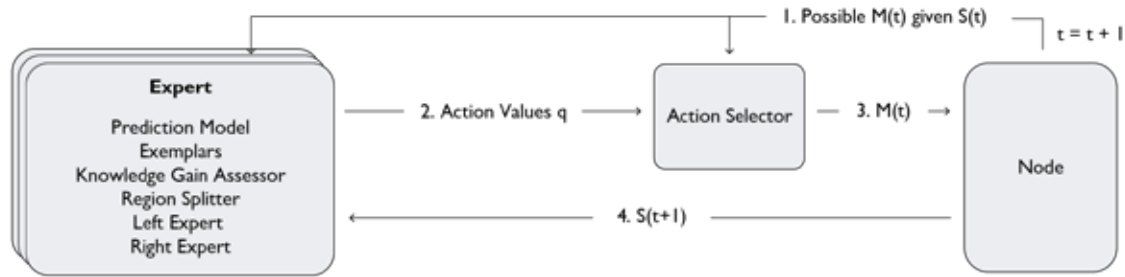 1. Possible M(t) given S(t)
t = t + 1
Expert
Prediction Model
Exemplars
Knowledge Gain Assessor
Region Splitter
Left Expert
Right Expert
2. Action Values q
Action Selector
3. M(t)
Node
4. S(t+1)